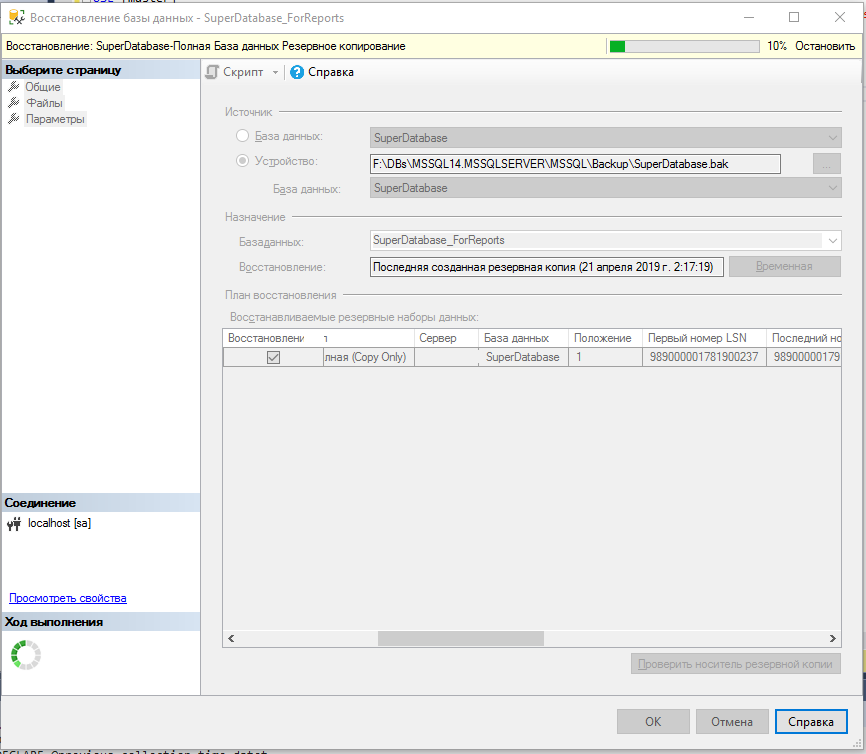 Восстановление базы данных - SuperDatabase_ForReports
Восстановление: SuperDatabase-Полная База данных Резервное копирование
10% Остановить
Выберите страницу
Общие
Файлы
Параметры
Скрипт
Справка
Источник
База данных:
SuperDatabase
Устройство:
F:\DBs\MSSQL14.MSSQLSERVER\MSSQL\Backup\SuperDatabase.bak
...
База данных:
SuperDatabase
Назначение
Базаданных:
SuperDatabase_ForReports
Восстановление:
Последняя созданная резервная копия (21 апреля 2019 г. 2:17:19)
Временная
План восстановления
Восстанавливаемые резервные наборы данных:
Восстановлени Сервер База данных Положение Первый номер LSN Последний но
лная (Copy Only) SuperDatabase 1 989000001781900237 98900000179
Соединение
localhost [sa]
Просмотреть свойства
Ход выполнения
Проверить носитель резервной копии
ОК
Отмена
Справка